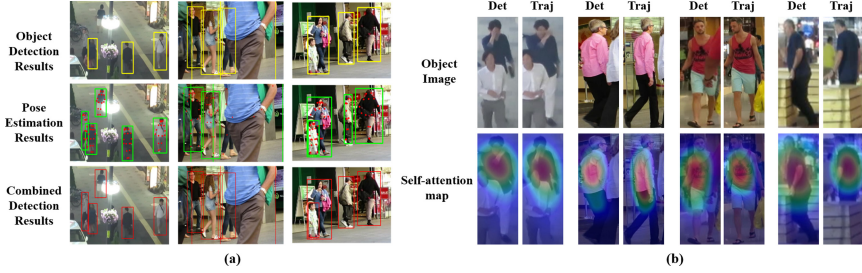 Det Traj Det Traj Det Traj Det Traj
Object
Detection
Results
Object
Image
Pose
Estimation
Results
Self-attention
map
Combined
Detection
Results
(a)
(b)